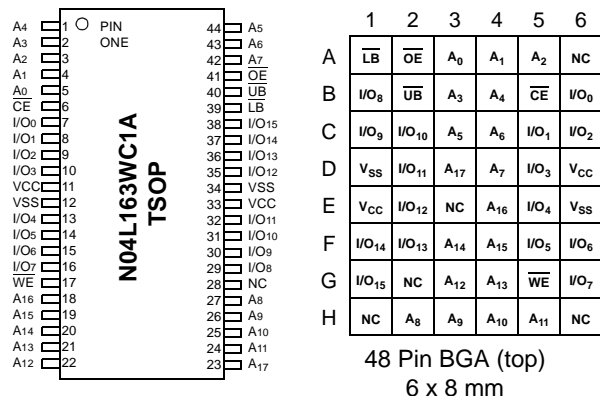 A4 1 PIN 44 A5
A3 2 ONE 43 A6
A2 3 42 A7
A1 4 41 OE
A0 5 40 UB
CE 6 39 LB
I/O0 7 38 I/O15
I/O1 8 37 I/O14
I/O2 9 36 I/O13
I/O3 10 35 I/O12
VCC 11 34 VSS
VSS 12 33 VCC
I/O4 13 32 I/O11
I/O5 14 31 I/O10
I/O6 15 30 I/O9
I/O7 16 29 I/O8
WE 17 28 NC
A16 18 27 A8
A15 19 26 A9
A14 20 25 A10
A13 21 24 A11
A12 22 23 A17
N04L163WC1A
TSOP
1 2 3 4 5 6
A LB OE A0 A1 A2 NC
B I/O8 UB A3 A4 CE I/O0
C I/O9 I/O10 A5 A6 I/O1 I/O2
D VSS I/O11 A17 A7 I/O3 VCC
E VCC I/O12 NC A16 I/O4 VSS
F I/O14 I/O13 A14 A15 I/O5 I/O6
G I/O15 NC A12 A13 WE I/O7
H NC A8 A9 A10 A11 NC
48 Pin BGA (top)
6 x 8 mm